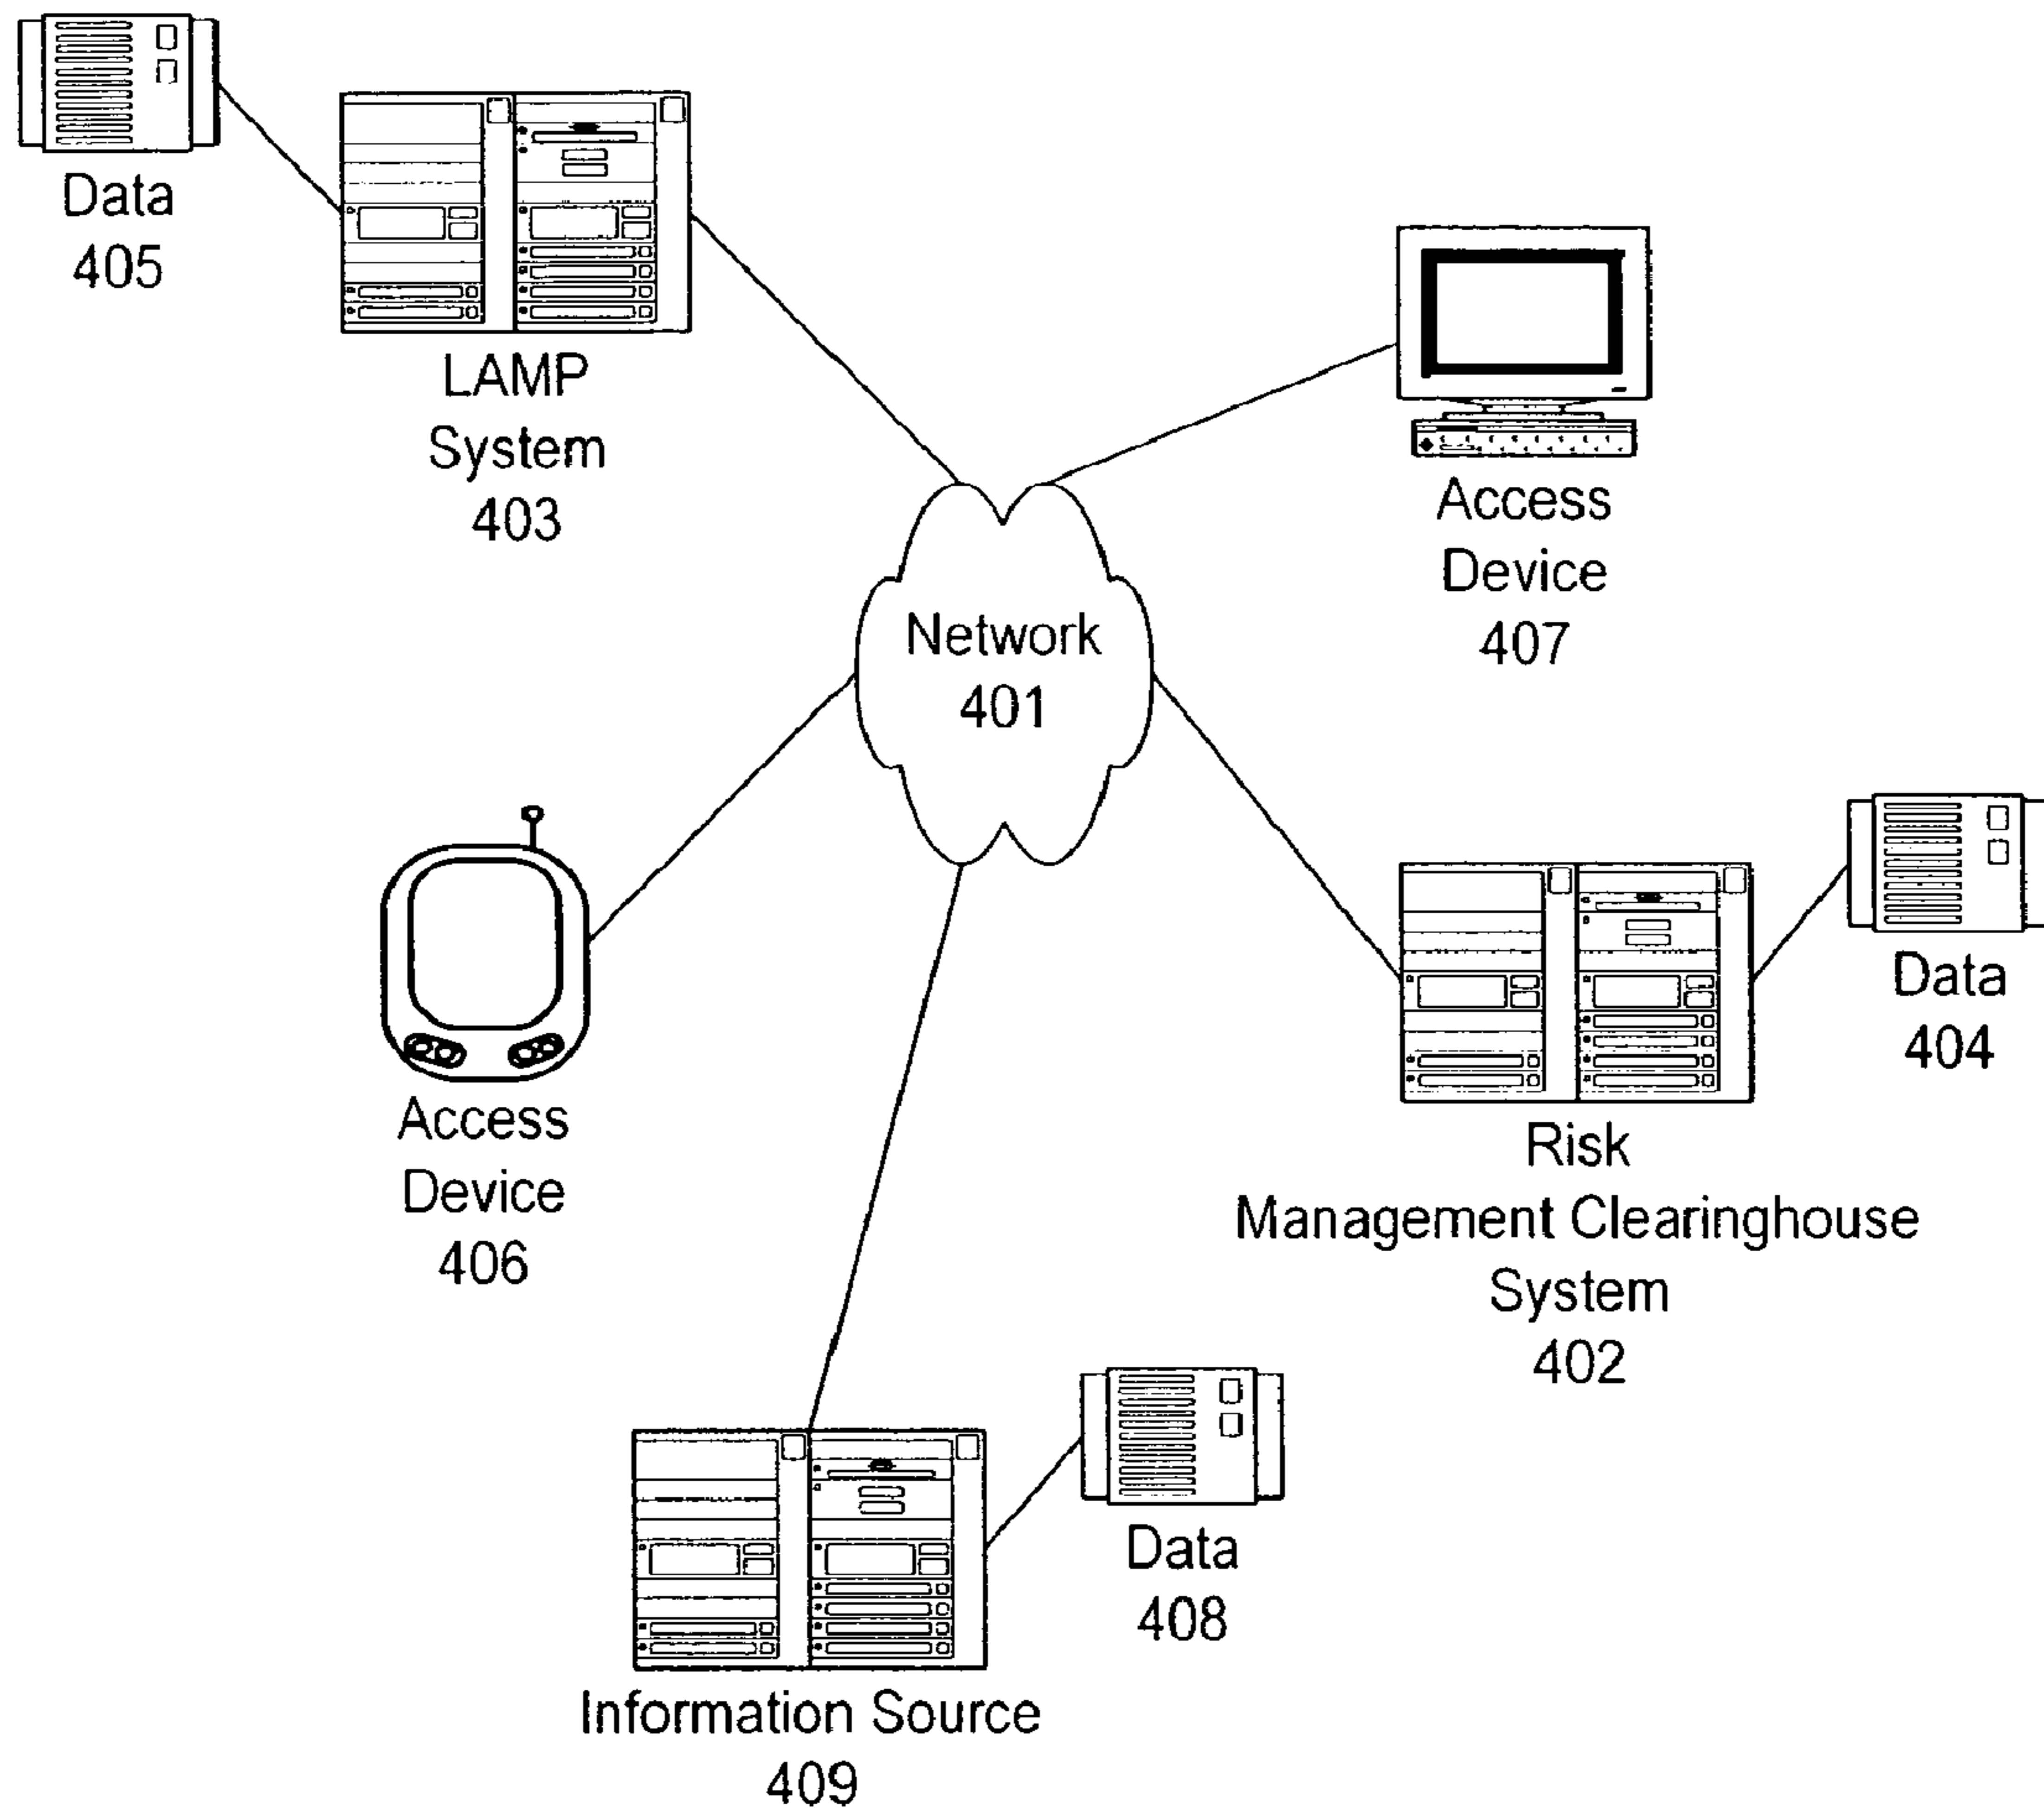 Data
405
LAMP
System
403
Access
Device
407
Network
401
Data
404
Access
Device
406
Risk
Management Clearinghouse
System
402
Data
408
Information Source
409